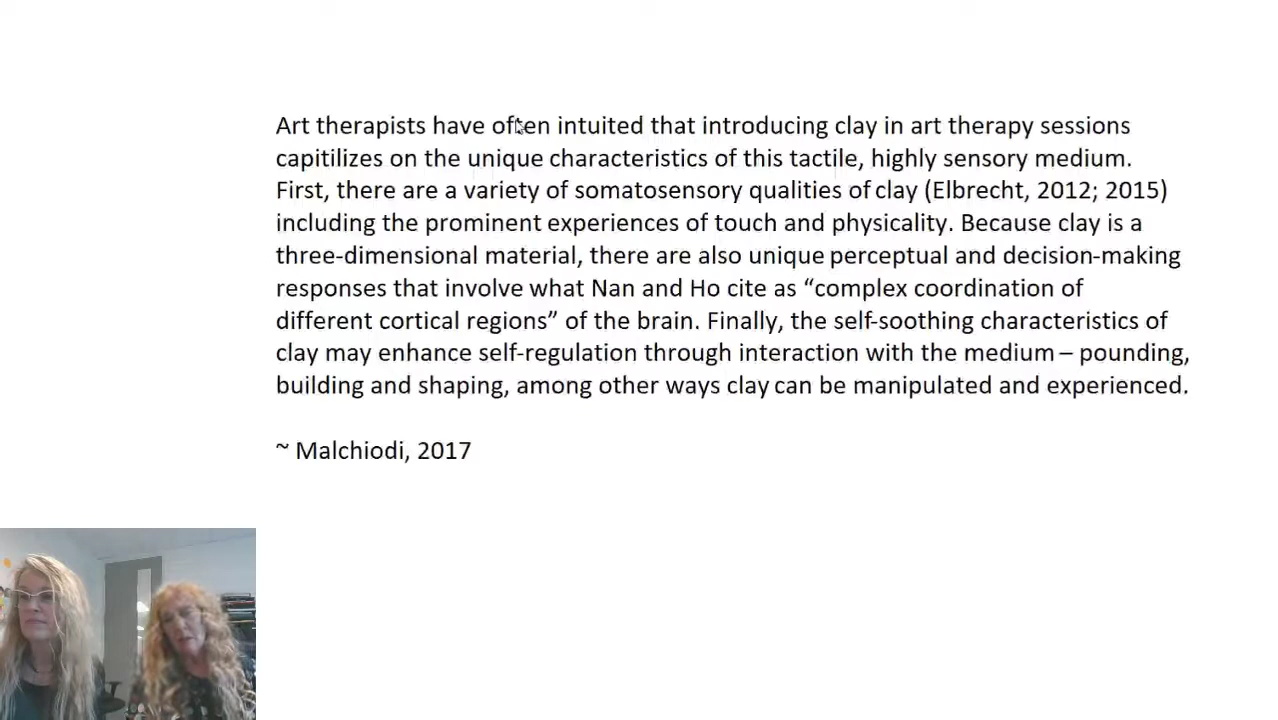 Art therapists have often intuited that introducing clay in art therapy sessions
capitilizes on the unique characteristics of this tactile, highly sensory medium.
First, there are a variety of somatosensory qualities of clay (Elbrecht, 2012; 2015)
including the prominent experiences of touch and physicality. Because clay is a
three-dimensional material, there are also unique perceptual and decision-making
responses that involve what Nan and Ho cite as “complex coordination of
different cortical regions” of the brain. Finally, the self-soothing characteristics of
clay may enhance self-regulation through interaction with the medium – pounding,
building and shaping, among other ways clay can be manipulated and experienced.
~ Malchiodi, 2017